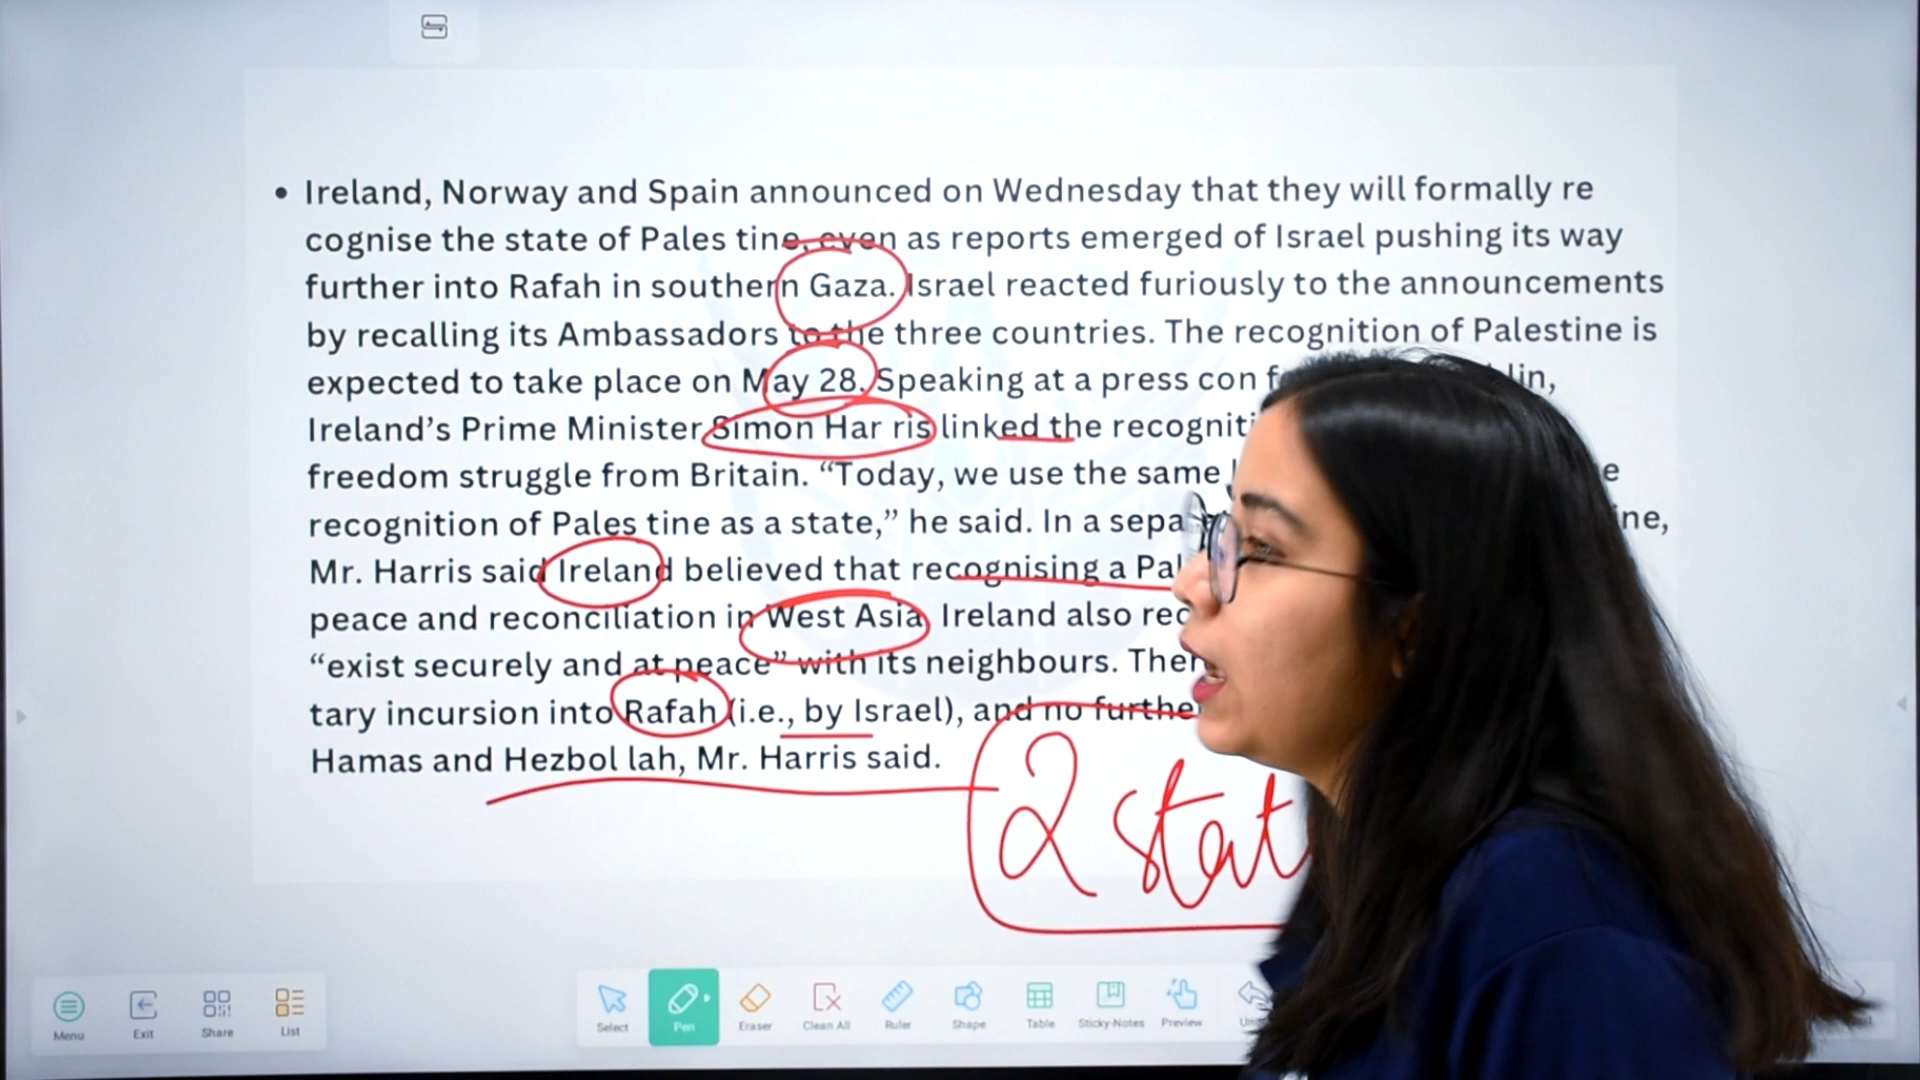 • Ireland, Norway and Spain announced on Wednesday that they will formally re
cognise the state of Pales tine, even as reports emerged of Israel pushing its way
further into Rafah in southern Gaza. Israel reacted furiously to the announcements
by recalling its Ambassadors to the three countries. The recognition of Palestine is
expected to take place on May 28. Speaking at a press con
Ireland's Prime Minister Simon Har ris linked the
freedom struggle from Britain. “Today, we use the same
recognition of Pales tine as a state,” he said. In a
Mr. Harris said Ireland believed that recognising a
peace and reconciliation in West Asia Ireland also
“exist securely and at peace” with its neighbours.
tary incursion into Rafah (i.e., by Israel), and no
Hamas and Hezbol lah, Mr. Harris said.
2
Menu Exit Share List Select Pen Eraser Clean All Ruler Shape Table Sticky-Notes Preview